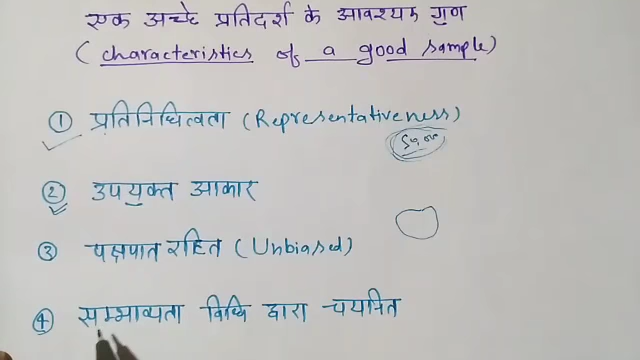 एक अच्छे प्रतिदर्श के आवश्यक गुण
(characteristics of a good sample)
① प्रतिनिधित्वता (Representativeness)
② उपयुक्त आकार
③ पक्षपात रहित (Unbiased)
④ सम्भाव्यता विधि द्वारा चयनित